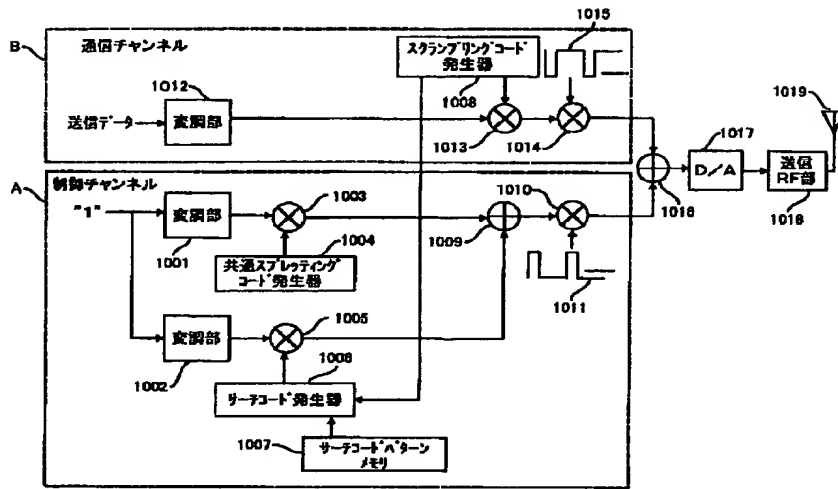 B
通信チャンネル
スクランブリングコード
発生器
1008
1015
1012
送信データ
変調部
1013
1014
1019
1017
D/A
送信
RF部
1016
1018
A
制御チャンネル
"1"
変調部
1001
1003
1004
共通スプレッティング
コード発生器
1009
1010
1011
変調部
1002
1005
1006
サーチコード発生器
1007
サーチコードパターン
メモリ